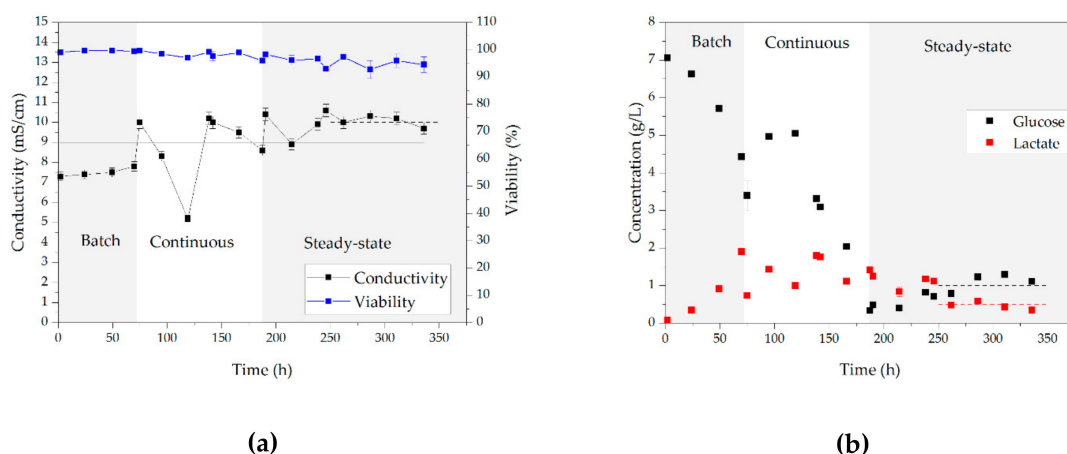 15
14
13
12
11
10
9
8
7
6
5
4
3
2
1
0
Conductivity (mS/cm)
110
100
90
80
70
60
50
40
30
20
10
0
Viability (%)
Batch
Continuous
Steady-state
Conductivity
Viability
0 50 100 150 200 250 300 350
Time (h)
(a)
8
7
6
5
4
3
2
1
0
Concentration (g/L)
Batch
Continuous
Steady-state
Glucose
Lactate
0 50 100 150 200 250 300 350
Time (h)
(b)